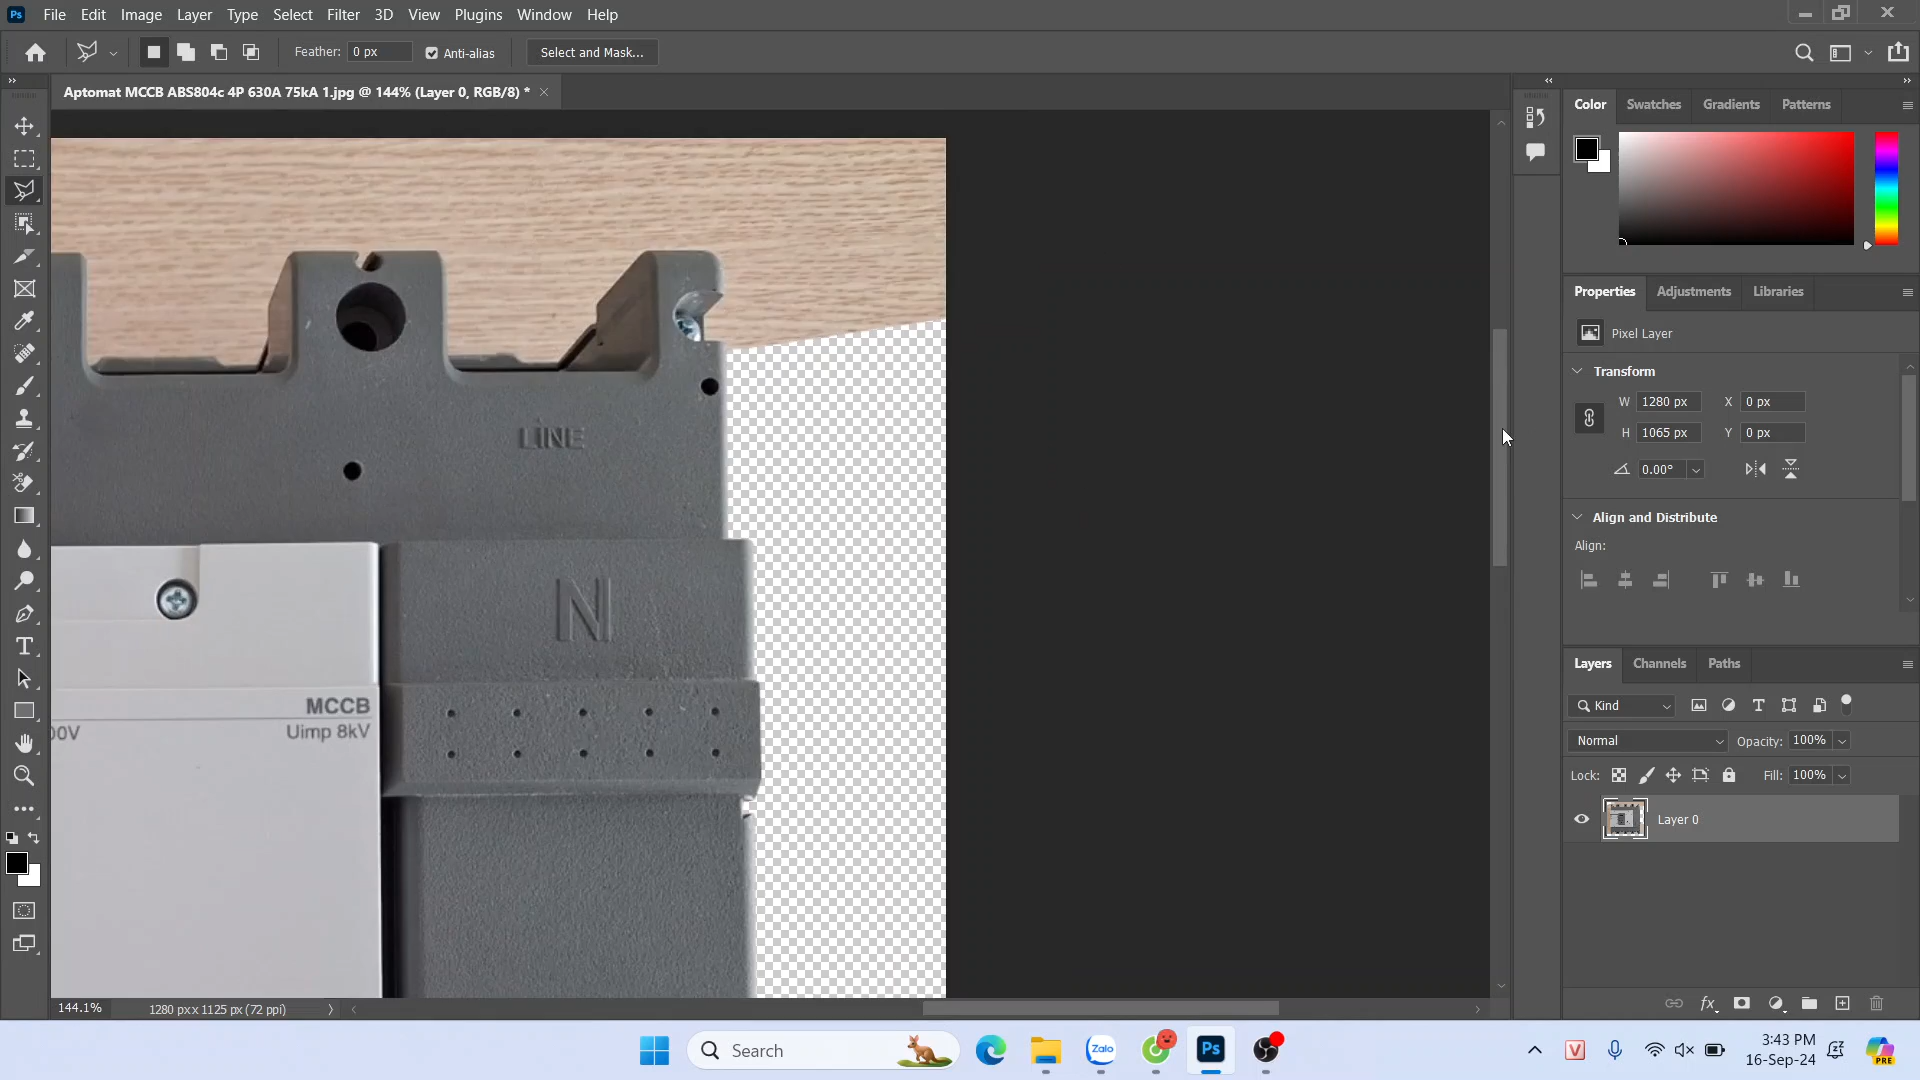 File Edit Image Layer Type Select Filter 3D View Plugins Window Help
Feather: 0 px Anti-alias Select and Mask...
Aptomat MCCB ABS804c 4P 630A 75kA 1.jpg @ 144% (Layer 0, RGB/8) *
Color Swatches Gradients Patterns
Properties Adjustments Libraries
Pixel Layer
Transform
W 1280 px X 0 px
H 1065 px Y 0 px
0.00°
Align and Distribute
Align:
Layers Channels Paths
Kind
Normal Opacity: 100%
Lock: Fill: 100%
Layer 0
fx
LINE
N
MCCB
00V Uimp 8kV
144.1% 1280 px x 1125 px (72 ppi)
Search
Zalo
Ps
V
3:43 PM
16-Sep-24
PRE